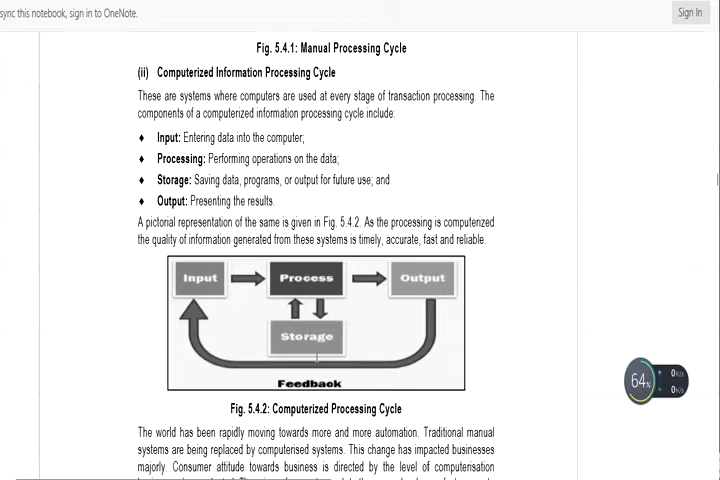 sync this notebook, sign in to OneNote.
Sign In
Fig. 5.4.1: Manual Processing Cycle
(ii) Computerized Information Processing Cycle
These are systems where computers are used at every stage of transaction processing. The
components of a computerized information processing cycle include:
♦ Input: Entering data into the computer;
♦ Processing: Performing operations on the data;
♦ Storage: Saving data, programs, or output for future use; and
♦ Output: Presenting the results.
A pictorial representation of the same is given in Fig. 5.4.2. As the processing is computerized
the quality of information generated from these systems is timely, accurate, fast and reliable.
Input
Process
Output
Storage
Feedback
64%
+ 0K/s
0K/s
Fig. 5.4.2: Computerized Processing Cycle
The world has been rapidly moving towards more and more automation. Traditional manual
systems are being replaced by computerised systems. This change has impacted businesses
majorly. Consumer attitude towards business is directed by the level of computerisation